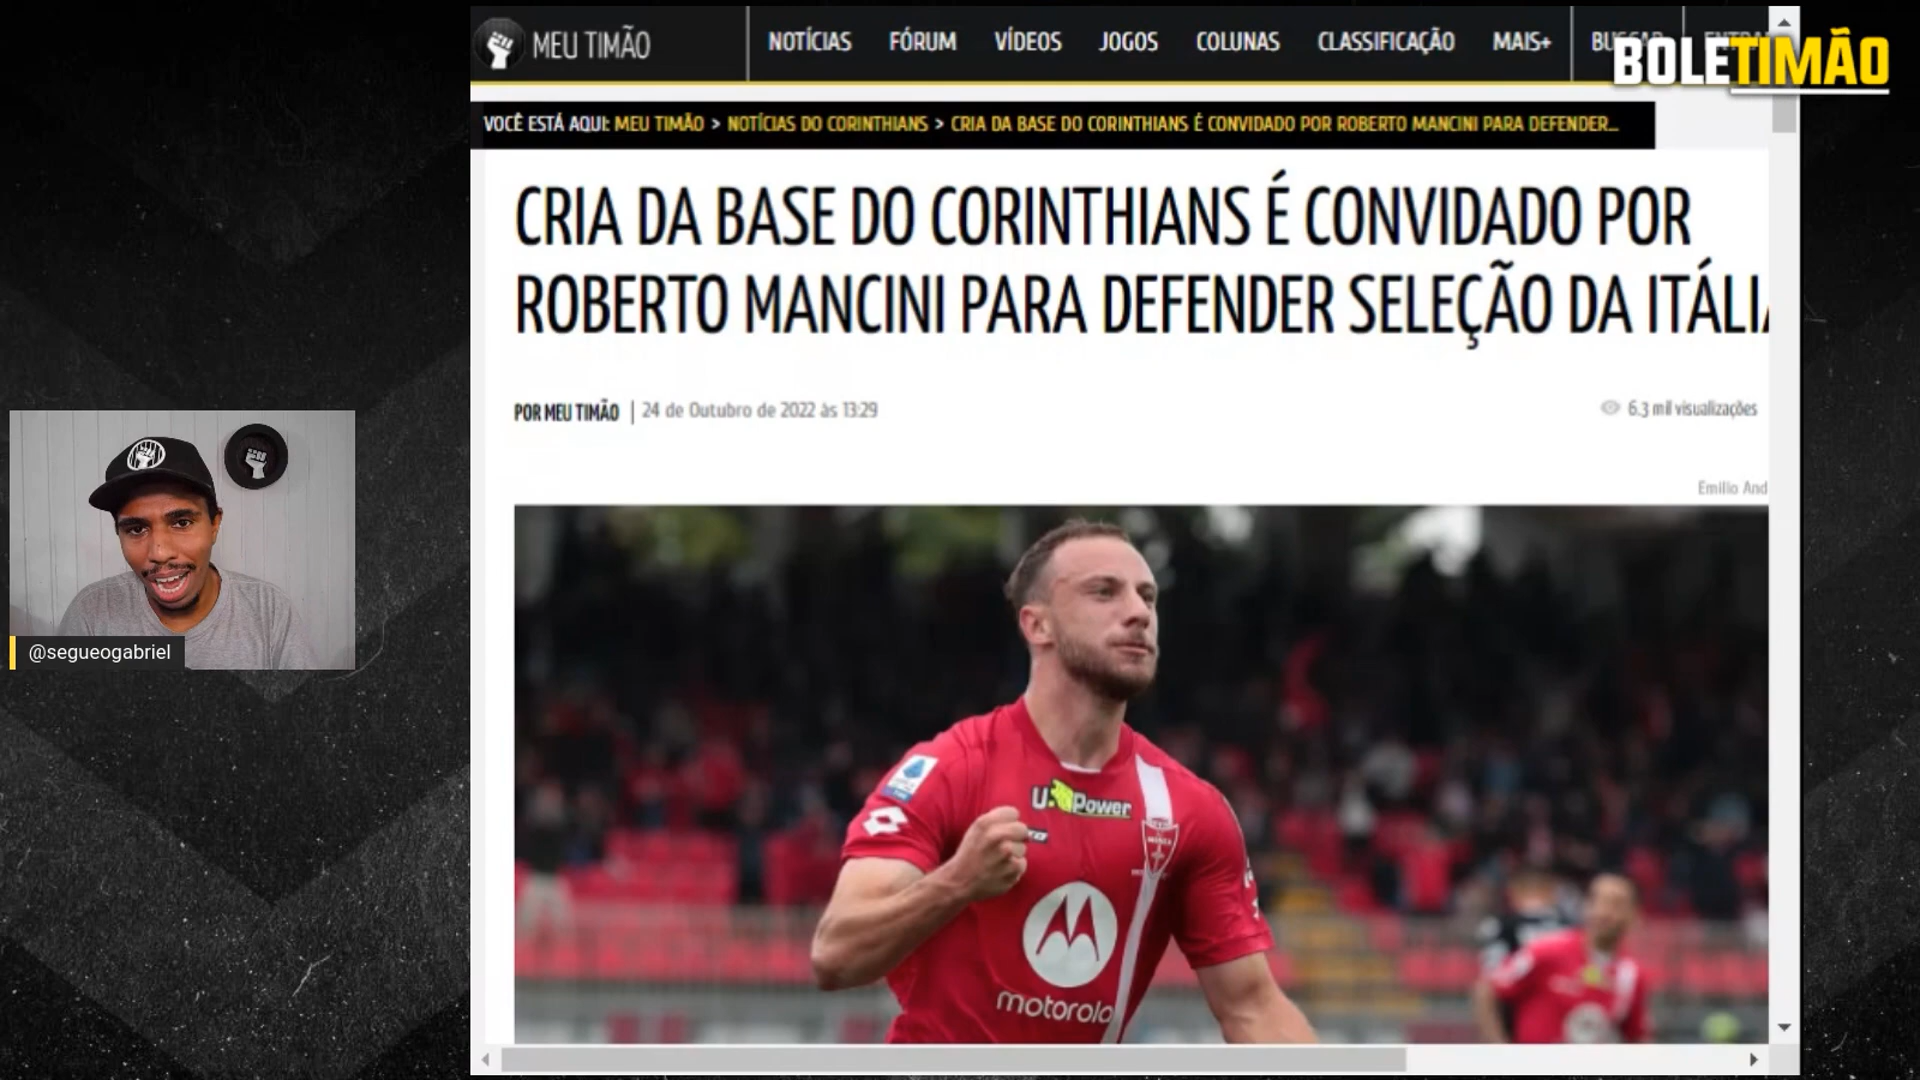 MEU TIMÃO
NOTÍCIAS
FÓRUM
VÍDEOS
JOGOS
COLUNAS
CLASSIFICAÇÃO
MAIS+
BOLETIMÃO
VOCÊ ESTÁ AQUI: MEU TIMÃO > NOTÍCIAS DO CORINTHIANS > CRIA DA BASE DO CORINTHIANS É CONVIDADO POR ROBERTO MANCINI PARA DEFENDER...
CRIA DA BASE DO CORINTHIANS É CONVIDADO POR
ROBERTO MANCINI PARA DEFENDER SELEÇÃO DA ITÁLIA
POR MEU TIMÃO | 24 de Outubro de 2022 às 13:29
6.3 mil visualizações
Emilio And
@segueogabriel
U-Power
motorola